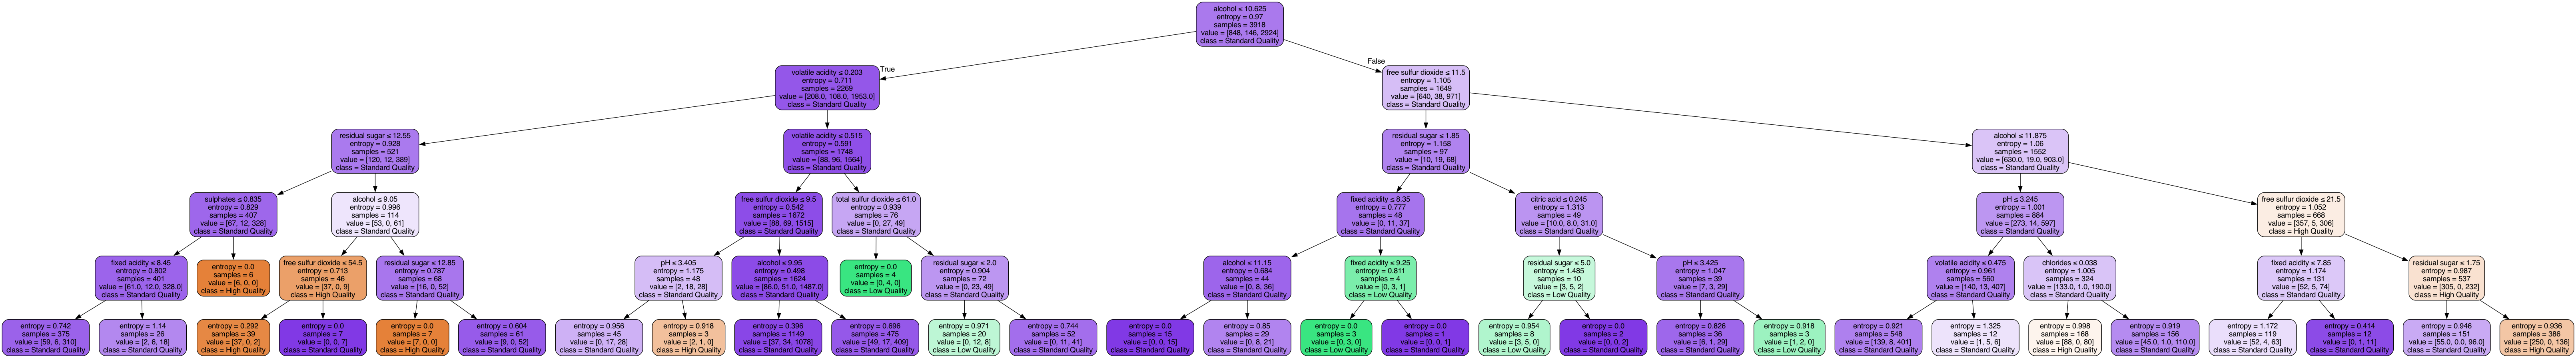 alcohol ≤ 10.625
entropy = 0.97
samples = 3918
value = [848, 146, 2924]
class = Standard Quality
True
False
volatile acidity ≤ 0.203
entropy = 0.711
samples = 2269
value = [208.0, 108.0, 1953.0]
class = Standard Quality
free sulfur dioxide ≤ 11.5
entropy = 1.105
samples = 1649
value = [640, 38, 971]
class = Standard Quality
residual sugar ≤ 12.55
entropy = 0.928
samples = 521
value = [120, 12, 389]
class = Standard Quality
volatile acidity ≤ 0.515
entropy = 0.591
samples = 1748
value = [88, 96, 1564]
class = Standard Quality
residual sugar ≤ 1.85
entropy = 1.158
samples = 97
value = [10, 19, 68]
class = Standard Quality
alcohol ≤ 11.875
entropy = 1.06
samples = 1552
value = [630.0, 19.0, 903.0]
class = Standard Quality
sulphates ≤ 0.835
entropy = 0.829
samples = 407
value = [67, 12, 328]
class = Standard Quality
alcohol ≤ 9.05
entropy = 0.996
samples = 114
value = [53, 0, 61]
class = Standard Quality
free sulfur dioxide ≤ 9.5
entropy = 0.542
samples = 1672
value = [88, 69, 1515]
class = Standard Quality
total sulfur dioxide ≤ 61.0
entropy = 0.939
samples = 76
value = [0, 27, 49]
class = Standard Quality
fixed acidity ≤ 8.35
entropy = 0.777
samples = 48
value = [0, 11, 37]
class = Standard Quality
citric acid ≤ 0.245
entropy = 1.313
samples = 49
value = [10.0, 8.0, 31.0]
class = Standard Quality
pH ≤ 3.245
entropy = 1.001
samples = 884
value = [273, 14, 597]
class = Standard Quality
free sulfur dioxide ≤ 21.5
entropy = 1.052
samples = 668
value = [357, 5, 306]
class = High Quality
fixed acidity ≤ 8.45
entropy = 0.802
samples = 401
value = [61.0, 12.0, 328.0]
class = Standard Quality
entropy = 0.0
samples = 6
value = [6, 0, 0]
class = High Quality
free sulfur dioxide ≤ 54.5
entropy = 0.713
samples = 46
value = [37, 0, 9]
class = High Quality
residual sugar ≤ 12.85
entropy = 0.787
samples = 68
value = [16, 0, 52]
class = Standard Quality
pH ≤ 3.405
entropy = 1.175
samples = 48
value = [2, 18, 28]
class = Standard Quality
alcohol ≤ 9.95
entropy = 0.498
samples = 1624
value = [86.0, 51.0, 1487.0]
class = Standard Quality
entropy = 0.0
samples = 4
value = [0, 4, 0]
class = Low Quality
residual sugar ≤ 2.0
entropy = 0.904
samples = 72
value = [0, 23, 49]
class = Standard Quality
alcohol ≤ 11.15
entropy = 0.684
samples = 44
value = [0, 8, 36]
class = Standard Quality
fixed acidity ≤ 9.25
entropy = 0.811
samples = 4
value = [0, 3, 1]
class = Low Quality
residual sugar ≤ 5.0
entropy = 1.485
samples = 10
value = [3, 5, 2]
class = Low Quality
pH ≤ 3.425
entropy = 1.047
samples = 39
value = [7, 3, 29]
class = Standard Quality
volatile acidity ≤ 0.475
entropy = 0.961
samples = 560
value = [140, 13, 407]
class = Standard Quality
chlorides ≤ 0.038
entropy = 1.005
samples = 324
value = [133.0, 1.0, 190.0]
class = Standard Quality
fixed acidity ≤ 7.85
entropy = 1.174
samples = 131
value = [52, 5, 74]
class = Standard Quality
residual sugar ≤ 1.75
entropy = 0.987
samples = 537
value = [305, 0, 232]
class = High Quality
entropy = 0.742
samples = 375
value = [59, 6, 310]
class = Standard Quality
entropy = 1.14
samples = 26
value = [2, 6, 18]
class = Standard Quality
entropy = 0.292
samples = 39
value = [37, 0, 2]
class = High Quality
entropy = 0.0
samples = 7
value = [0, 0, 7]
class = Standard Quality
entropy = 0.0
samples = 7
value = [7, 0, 0]
class = High Quality
entropy = 0.604
samples = 61
value = [9, 0, 52]
class = Standard Quality
entropy = 0.956
samples = 45
value = [0, 17, 28]
class = Standard Quality
entropy = 0.918
samples = 3
value = [2, 1, 0]
class = High Quality
entropy = 0.396
samples = 1149
value = [37, 34, 1078]
class = Standard Quality
entropy = 0.696
samples = 475
value = [49, 17, 409]
class = Standard Quality
entropy = 0.971
samples = 20
value = [0, 12, 8]
class = Low Quality
entropy = 0.744
samples = 52
value = [0, 11, 41]
class = Standard Quality
entropy = 0.0
samples = 15
value = [0, 0, 15]
class = Standard Quality
entropy = 0.85
samples = 29
value = [0, 8, 21]
class = Standard Quality
entropy = 0.0
samples = 3
value = [0, 3, 0]
class = Low Quality
entropy = 0.0
samples = 1
value = [0, 0, 1]
class = Standard Quality
entropy = 0.954
samples = 8
value = [3, 5, 0]
class = Low Quality
entropy = 0.0
samples = 2
value = [0, 0, 2]
class = Standard Quality
entropy = 0.826
samples = 36
value = [6, 1, 29]
class = Standard Quality
entropy = 0.918
samples = 3
value = [1, 2, 0]
class = Low Quality
entropy = 0.921
samples = 548
value = [139, 8, 401]
class = Standard Quality
entropy = 1.325
samples = 12
value = [1, 5, 6]
class = Standard Quality
entropy = 0.998
samples = 168
value = [88, 0, 80]
class = High Quality
entropy = 0.919
samples = 156
value = [45.0, 1.0, 110.0]
class = Standard Quality
entropy = 1.172
samples = 119
value = [52, 4, 63]
class = Standard Quality
entropy = 0.414
samples = 12
value = [0, 1, 11]
class = Standard Quality
entropy = 0.946
samples = 151
value = [55.0, 0.0, 96.0]
class = Standard Quality
entropy = 0.936
samples = 386
value = [250, 0, 136]
class = High Quality